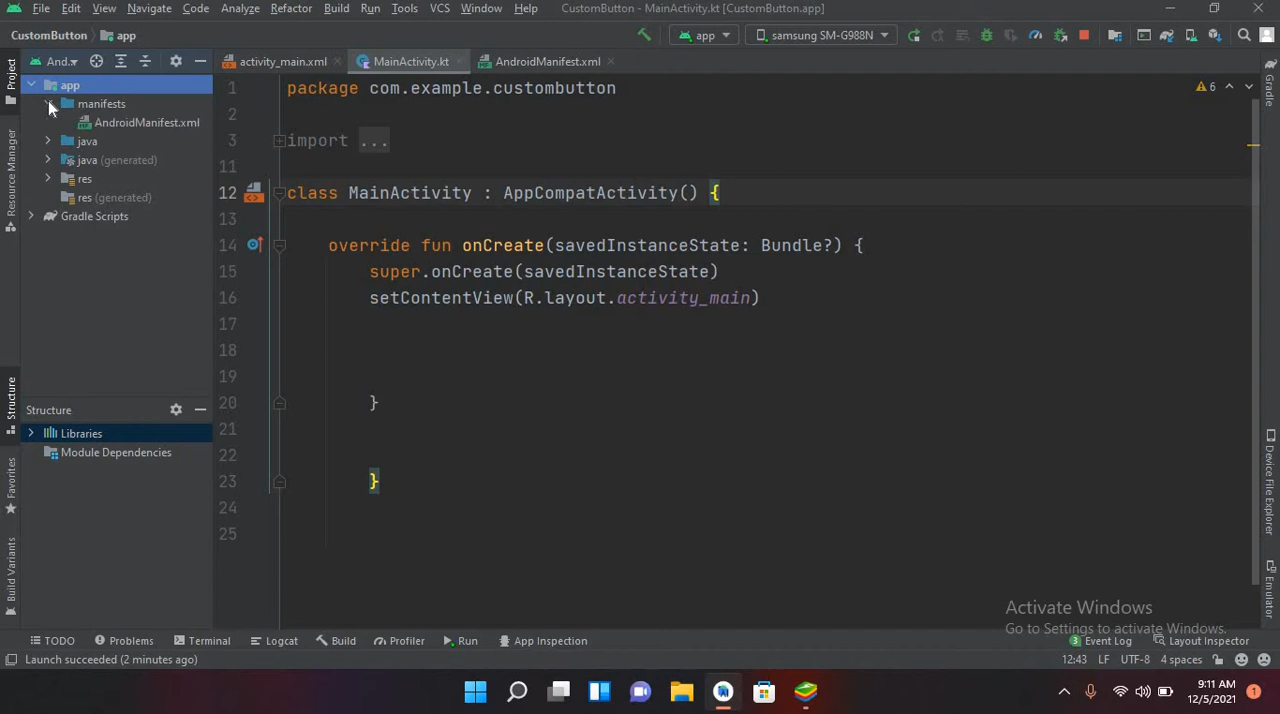 File Edit View Navigate Code Analyze Refactor Build Run Tools VCS Window Help CustomButton - MainActivity.kt [CustomButton.app]
CustomButton app app samsung SM-G988N
Project And... activity_main.xml MainActivity.kt AndroidManifest.xml Gradle
app
manifests
AndroidManifest.xml
java
java (generated)
res
res (generated)
Gradle Scripts
Resource Manager
1 package com.example.custombutton
6
2
3 import ...
11
12 class MainActivity : AppCompatActivity() {
13
14 override fun onCreate(savedInstanceState: Bundle?) {
15 super.onCreate(savedInstanceState)
16 setContentView(R.layout.activity_main)
17
18
19
20 }
21
22
23 }
24
25
Structure
Structure
Libraries
Module Dependencies
Favorites
Build Variants
Device File Explorer
Emulator
Activate Windows
Go to Settings to activate Windows.
TODO Problems Terminal Logcat Build Profiler Run App Inspection 3 Event Log Layout Inspector
Launch succeeded (2 minutes ago) 12:43 LF UTF-8 4 spaces
9:11 AM
12/5/2021
1